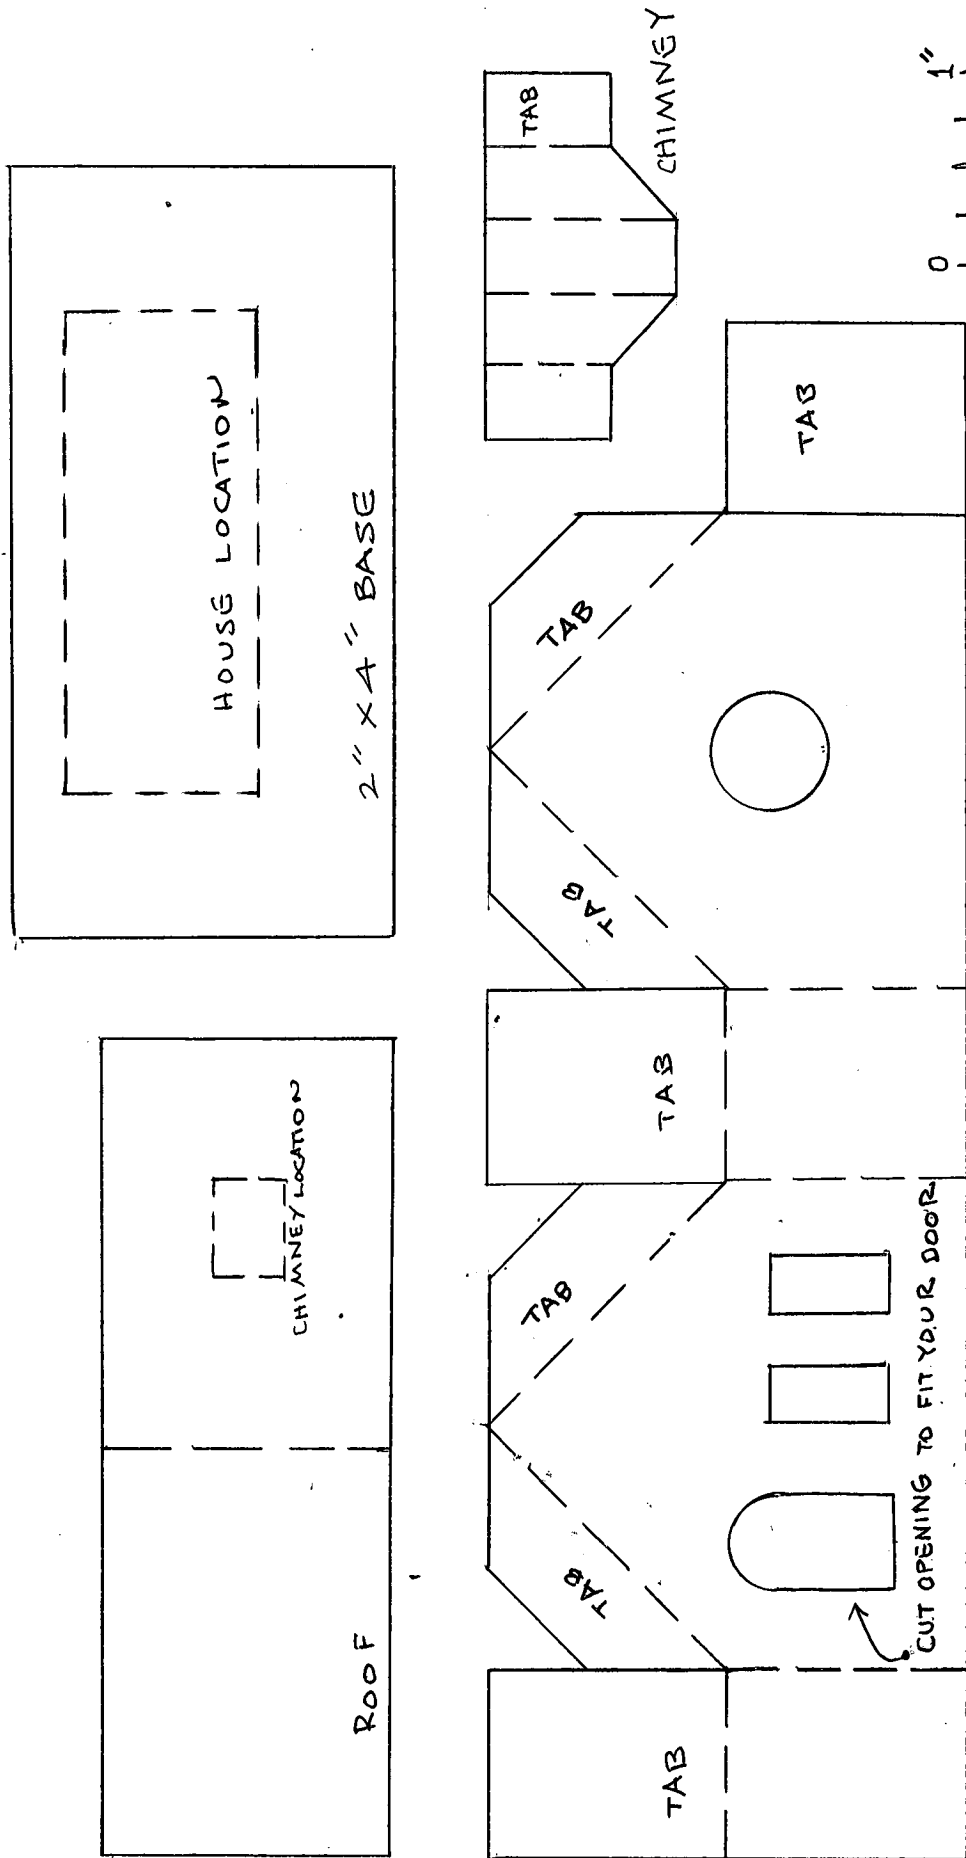 CHIMNEY
TAB
1"
0
HOUSE LOCATION
2" X 4" BASE
TAB
TAB
TAB
TAB
CHIMNEY LOCATION
TAB
TAB
CUT OPENING TO FIT YOUR DOOR
ROOF
TAB